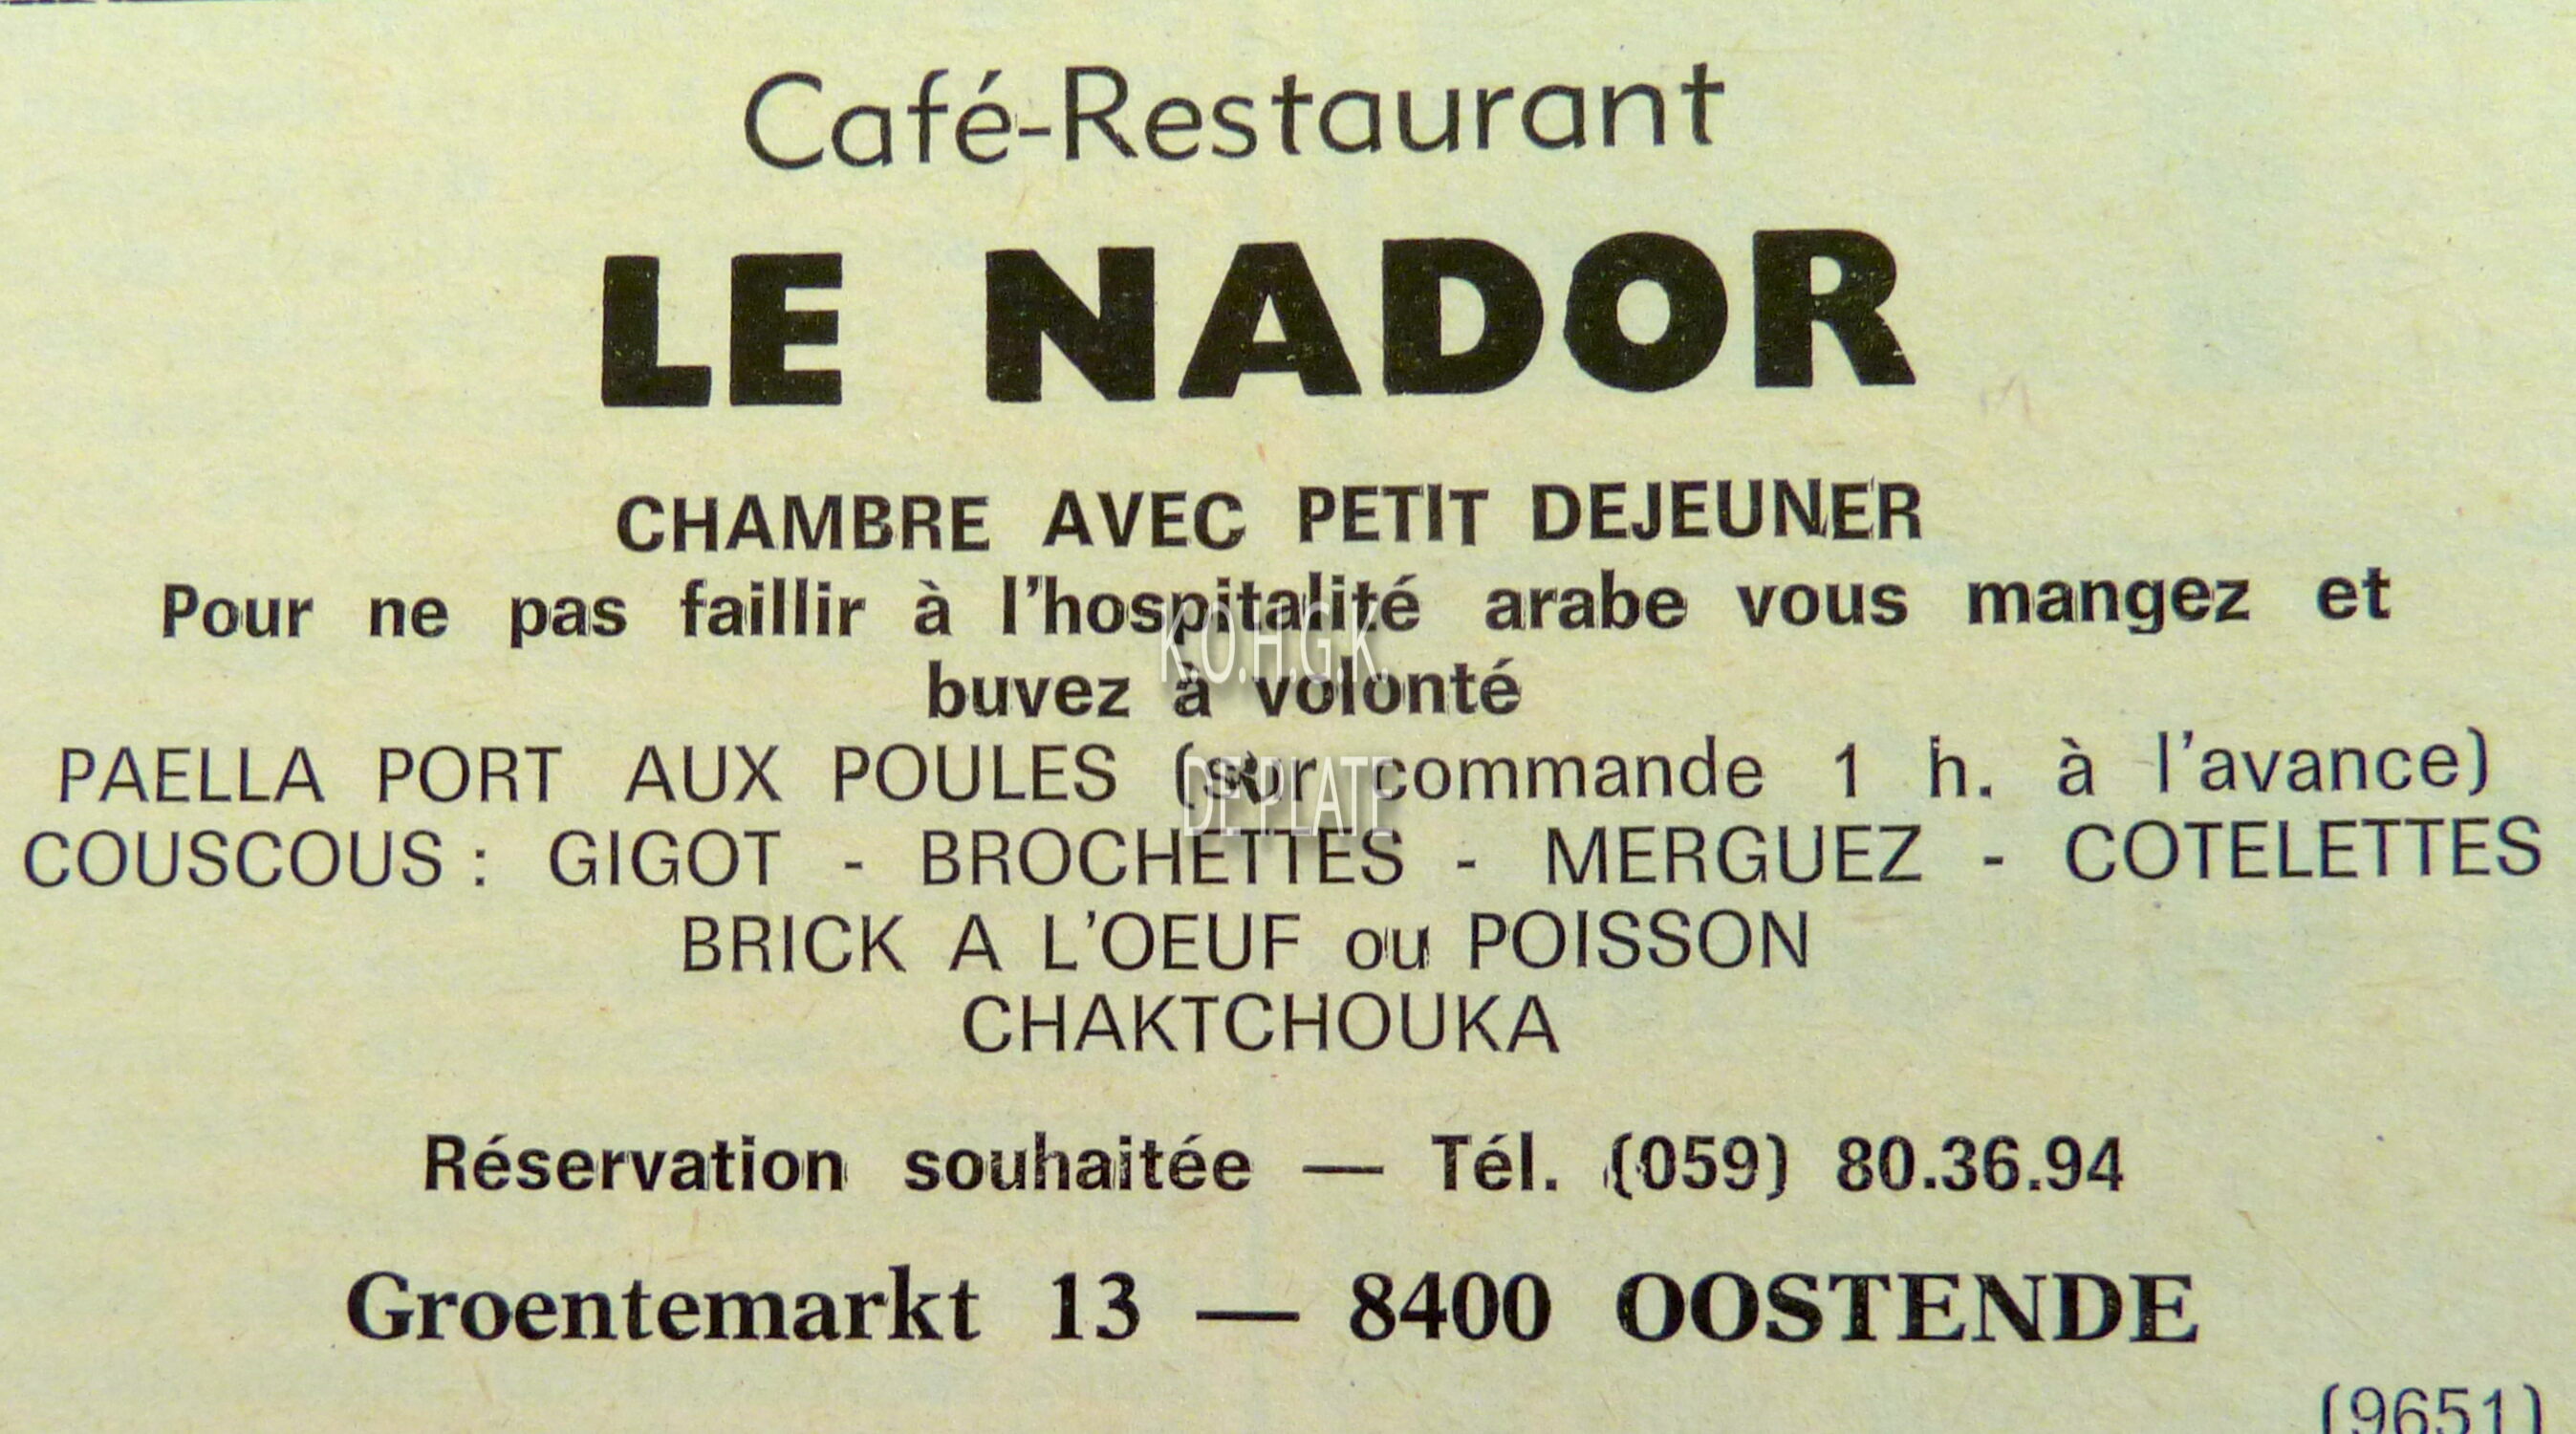 Café-Restaurant
LE NADOR
CHAMBRE AVEC PETIT DEJEUNER
Pour ne pas faillir à l'hospitalité arabe vous mangez et
buvez à volonté
K.O.H.G.K.
PAELLA PORT AUX POULES (sur commande 1 h. à l'avance)
DE PLATE
COUSCOUS : GIGOT - BROCHETTES - MERGUEZ - COTELETTES
BRICK A L'OEUF ou POISSON
CHAKTCHOUKA
Réservation souhaitée — Tél. (059) 80.36.94
Groentemarkt 13 — 8400 OOSTENDE
(9651)